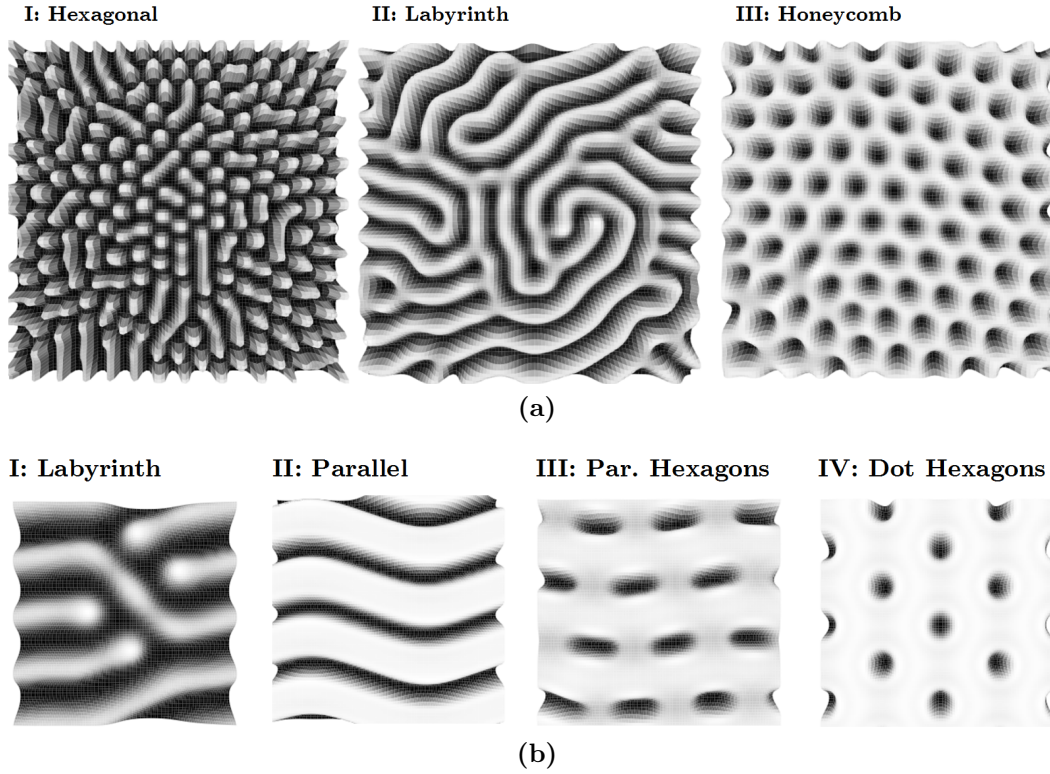 I: Hexagonal
II: Labyrinth
III: Honeycomb
(a)
I: Labyrinth
II: Parallel
III: Par. Hexagons
IV: Dot Hexagons
(b)